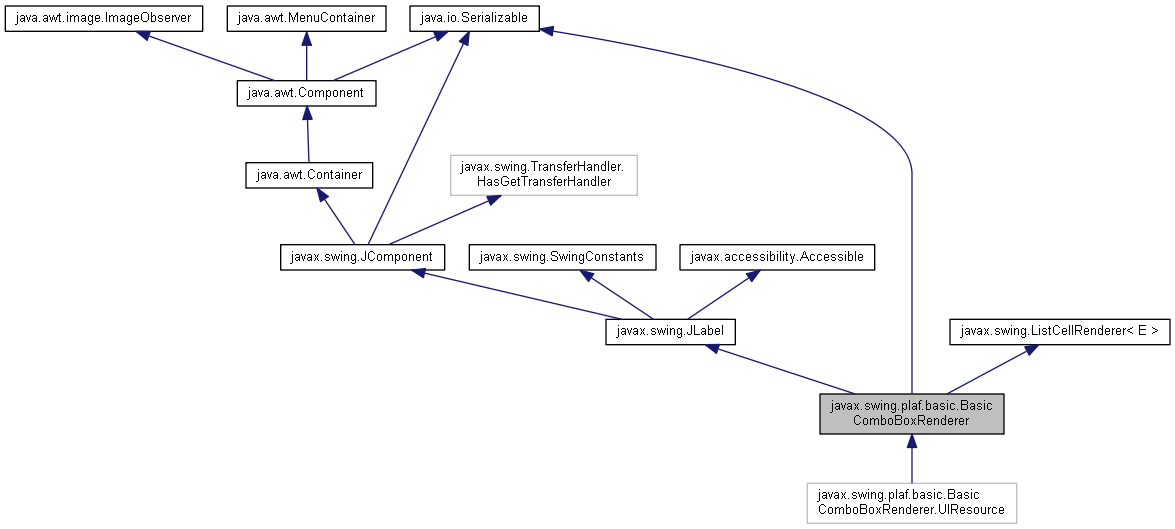 java.awt.image.ImageObserver
java.awt.MenuContainer
java.io.Serializable
java.awt.Component
java.awt.Container
javax.swing.TransferHandler.
HasGetTransferHandler
javax.swing.JComponent
javax.swing.SwingConstants
javax.accessibility.Accessible
javax.swing.JLabel
javax.swing.ListCellRenderer< E >
javax.swing.plaf.basic.Basic
ComboBoxRenderer
javax.swing.plaf.basic.Basic
ComboBoxRenderer.UIResource